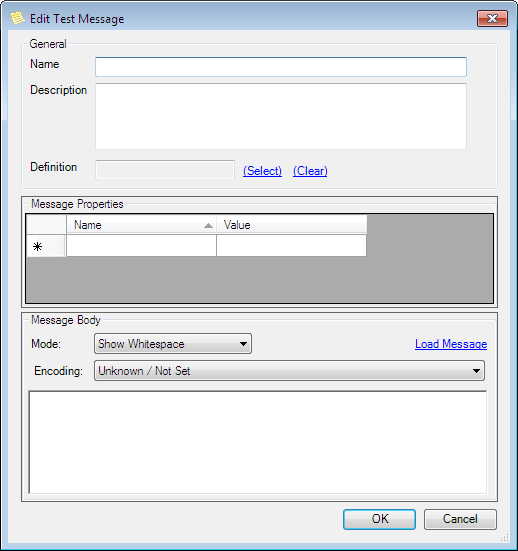 Edit Test Message
General
Name
Description
Definition (Select) (Clear)
Message Properties
Name Value
Message Body
Mode: Show Whitespace Load Message
Encoding: Unknown / Not Set
OK Cancel